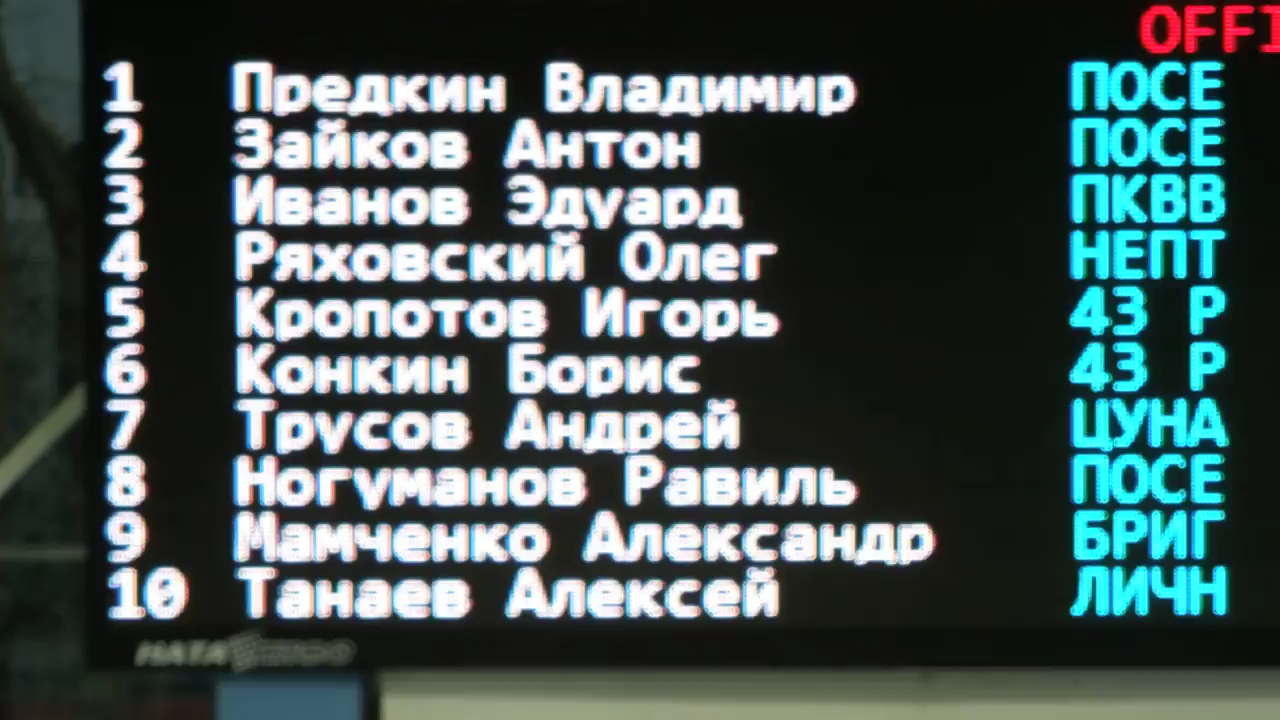 OFFI
1 Предкин Владимир ПОСЕ
2 Зайков Антон ПОСЕ
3 Иванов Эдуард ПКВВ
4 Ряховский Олег НЕПТ
5 Кропотов Игорь 43 Р
6 Конкин Борис 43 Р
7 Трусов Андрей ЦУНА
8 Ногуманов Равиль ПОСЕ
9 Мамченко Александр БРИГ
10 Танаев Алексей ЛИЧН